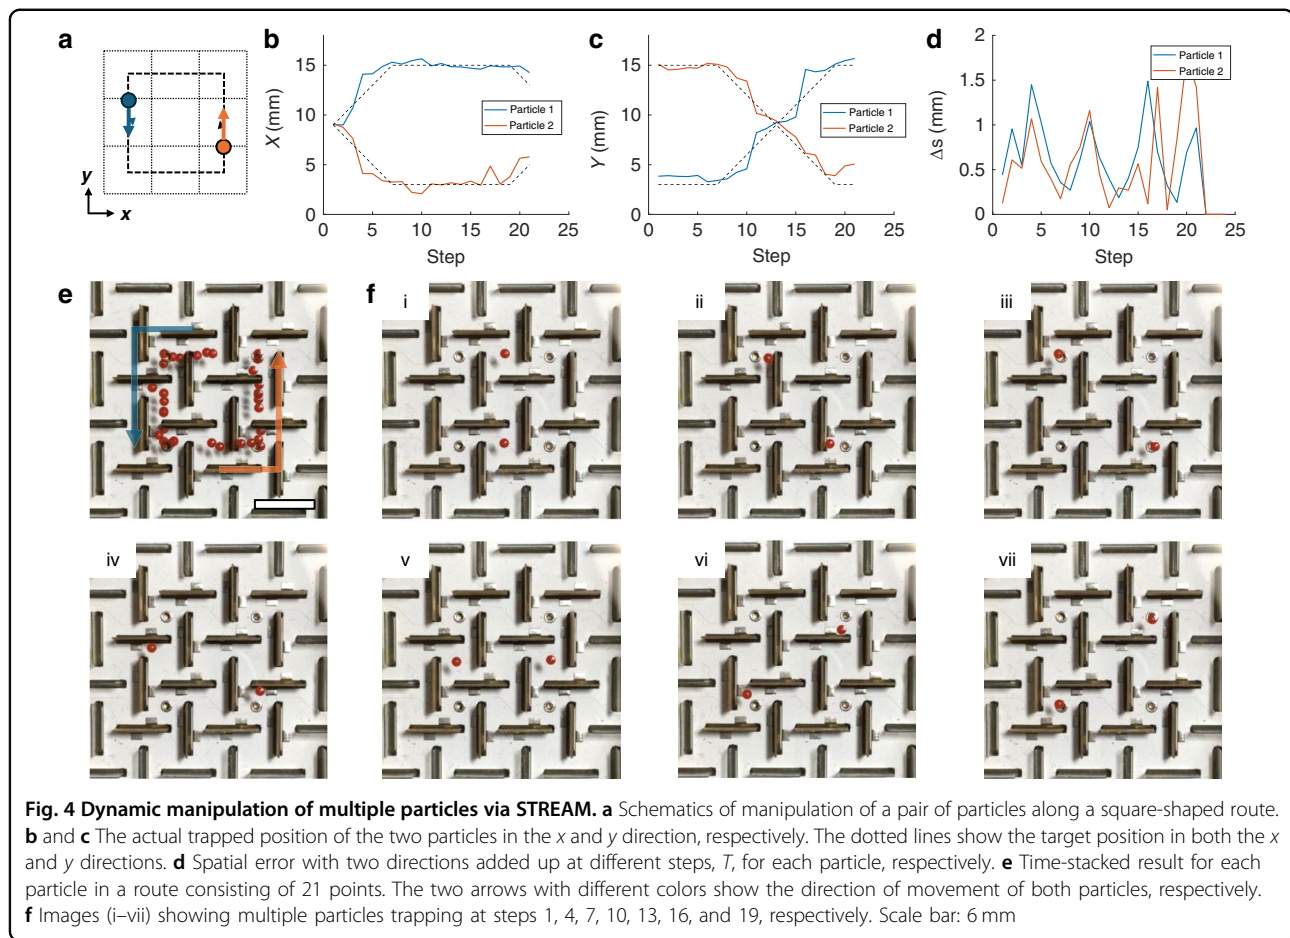 a
y
x
b
15
10
5
0
X (mm)
Particle 1
Particle 2
0 5 10 15 20 25
Step
c
15
10
5
0
Y (mm)
Particle 1
Particle 2
0 5 10 15 20 25
Step
d
2
1.5
1
0.5
0
Δs (mm)
Particle 1
Particle 2
0 5 10 15 20 25
Step
e
f
i
ii
iii
iv
v
vi
vii
Fig. 4 Dynamic manipulation of multiple particles via STREAM. a Schematics of manipulation of a pair of particles along a square-shaped route.
b and c The actual trapped position of the two particles in the x and y direction, respectively. The dotted lines show the target position in both the x
and y directions. d Spatial error with two directions added up at different steps, T, for each particle, respectively. e Time-stacked result for each
particle in a route consisting of 21 points. The two arrows with different colors show the direction of movement of both particles, respectively.
f Images (i–vii) showing multiple particles trapping at steps 1, 4, 7, 10, 13, 16, and 19, respectively. Scale bar: 6 mm